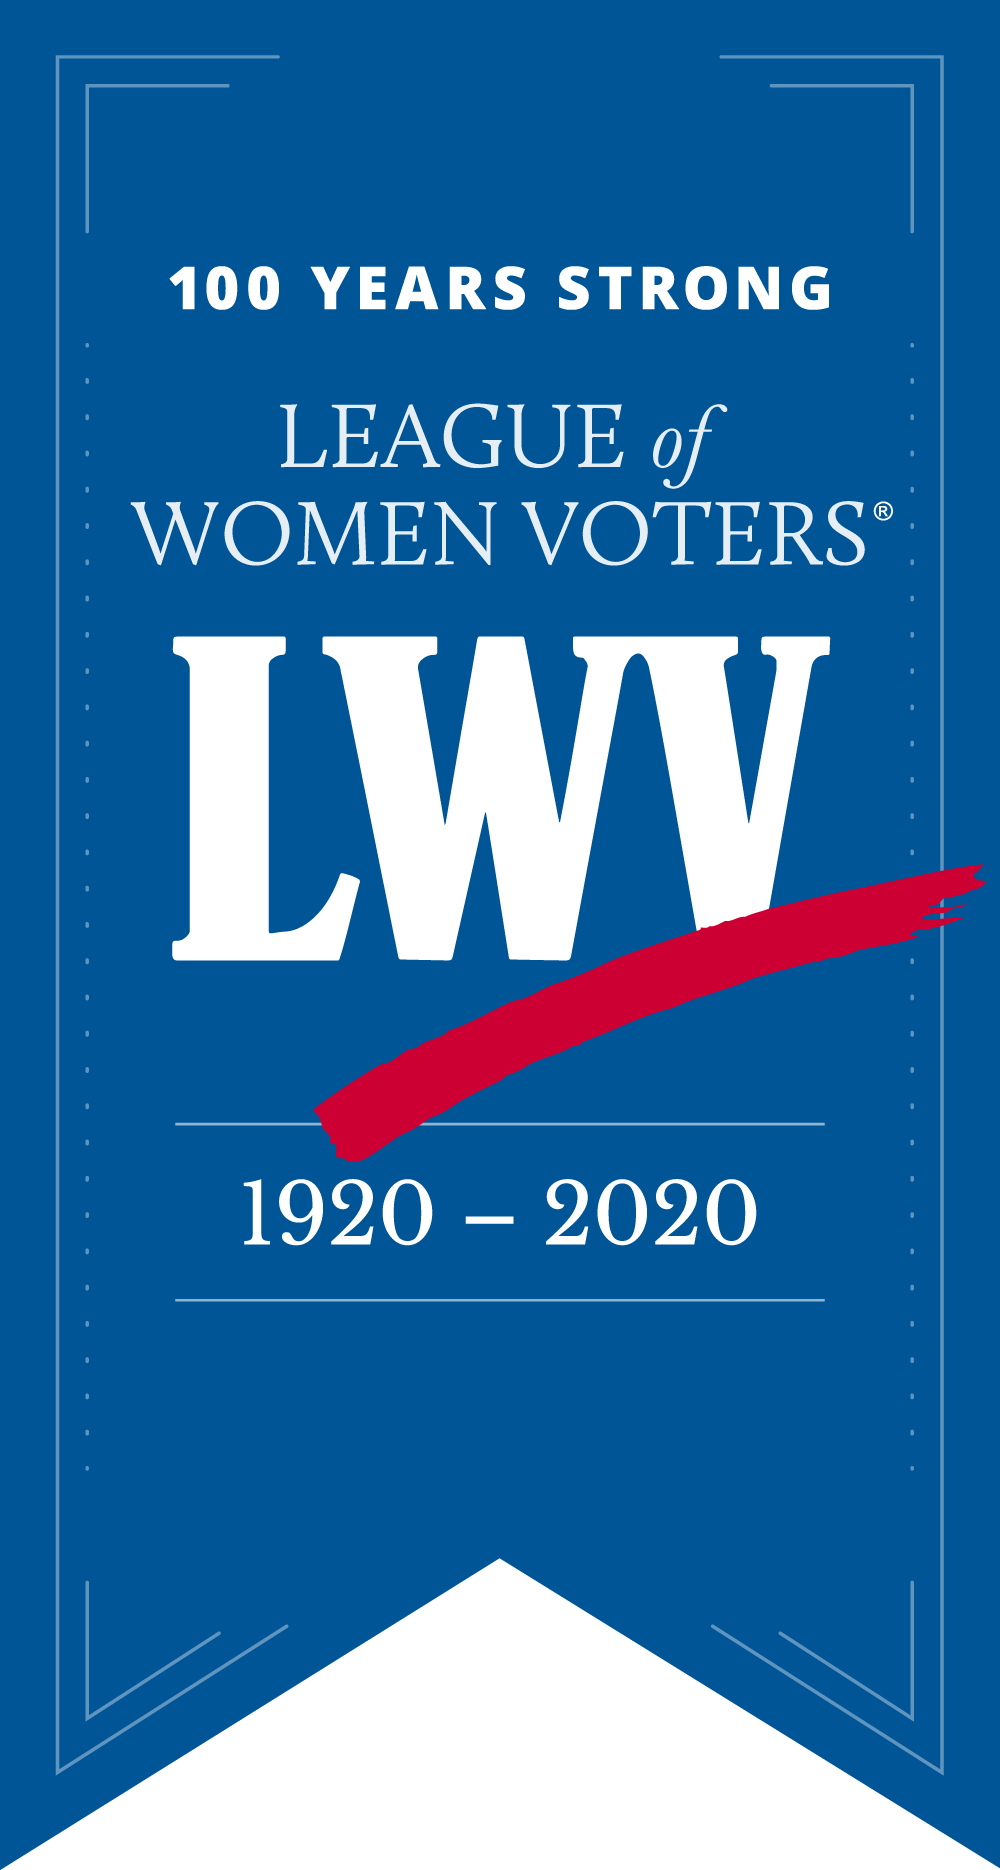 100 YEARS STRONG
LEAGUE of
WOMEN VOTERS®
LWV
1920 – 2020